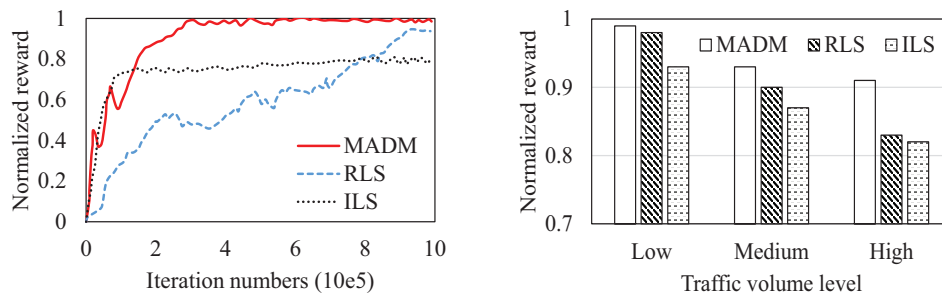 Normalized reward
1
0.8
0.6
0.4
0.2
0
MADM
RLS
ILS
0 2 4 6 8 10
Iteration numbers (10e5)
Normalized reward
1
0.9
0.8
0.7
MADM RLS ILS
Low Medium High
Traffic volume level